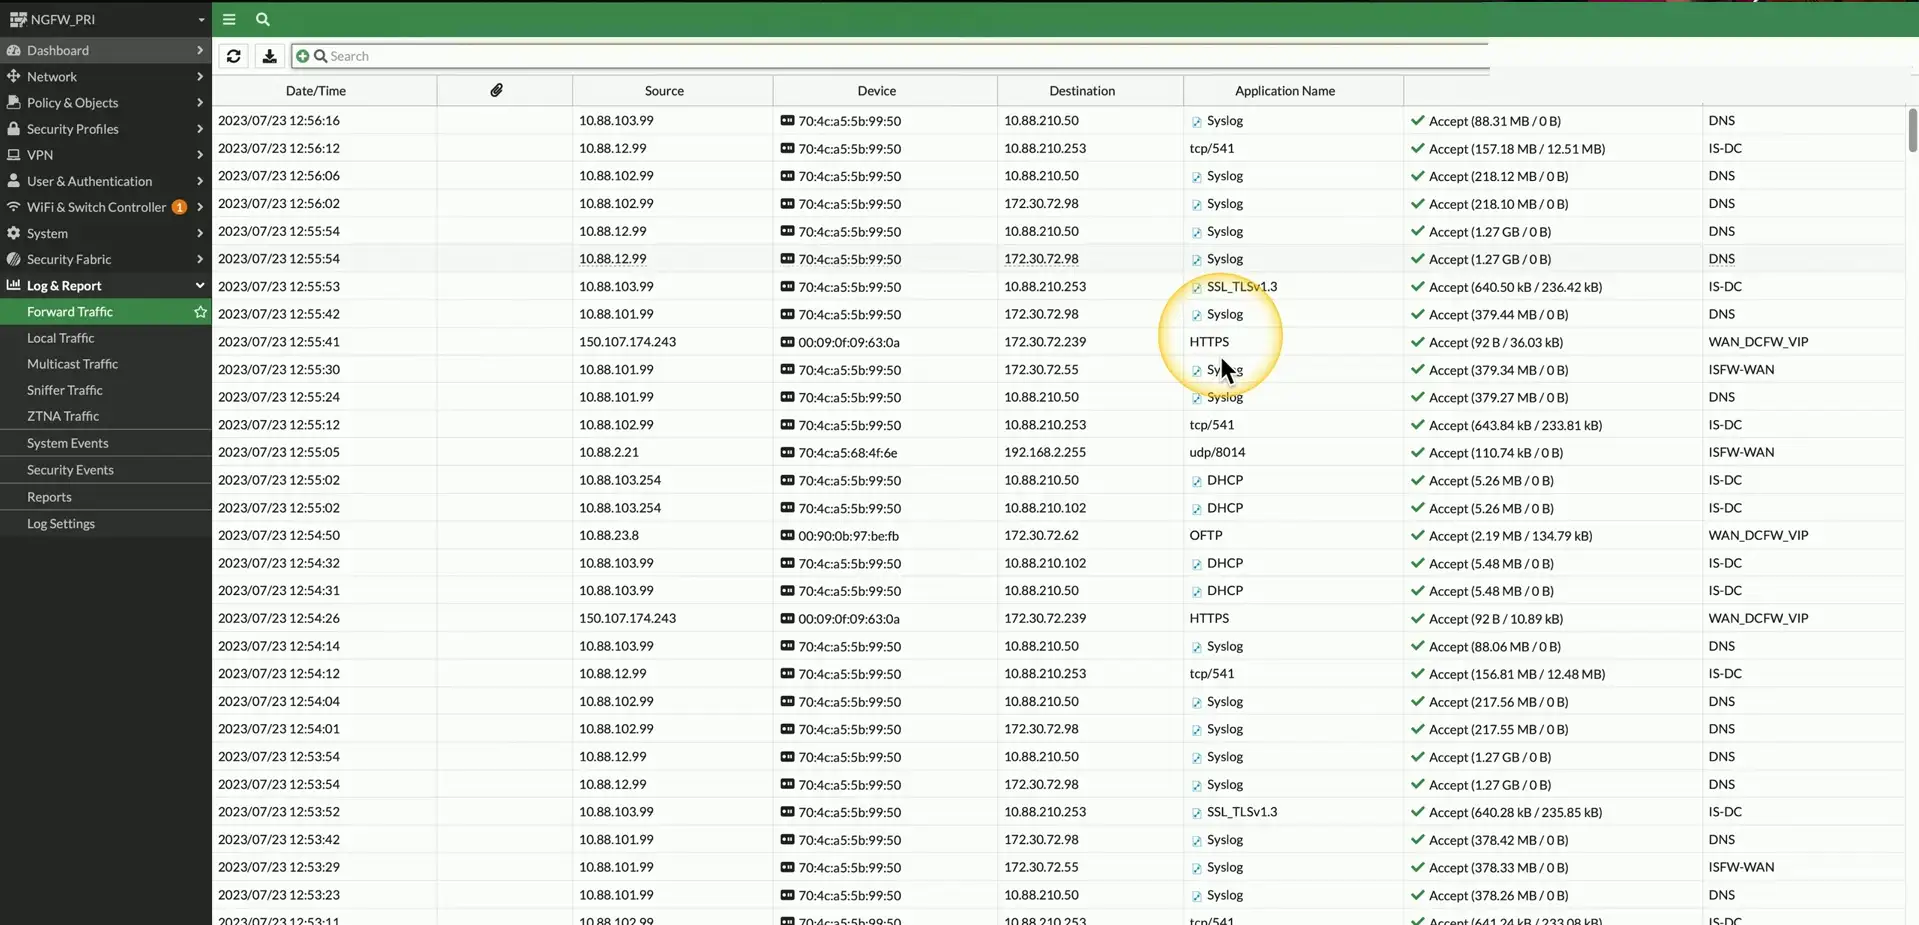 NGFW_PRI
Dashboard
Network
Policy & Objects
Security Profiles
VPN
User & Authentication
WiFi & Switch Controller 1
System
Security Fabric
Log & Report
Forward Traffic
Local Traffic
Multicast Traffic
Sniffer Traffic
ZTNA Traffic
System Events
Security Events
Reports
Log Settings
Search
Date/Time Source Device Destination Application Name
2023/07/23 12:56:16 10.88.103.99 70:4c:a5:5b:99:50 10.88.210.50 Syslog Accept (88.31 MB / 0 B) DNS
2023/07/23 12:56:12 10.88.12.99 70:4c:a5:5b:99:50 10.88.210.253 tcp/541 Accept (157.18 MB / 12.51 MB) IS-DC
2023/07/23 12:56:06 10.88.102.99 70:4c:a5:5b:99:50 10.88.210.50 Syslog Accept (218.12 MB / 0 B) DNS
2023/07/23 12:56:02 10.88.102.99 70:4c:a5:5b:99:50 172.30.72.98 Syslog Accept (218.10 MB / 0 B) DNS
2023/07/23 12:55:54 10.88.12.99 70:4c:a5:5b:99:50 10.88.210.50 Syslog Accept (1.27 GB / 0 B) DNS
2023/07/23 12:55:54 10.88.12.99 70:4c:a5:5b:99:50 172.30.72.98 Syslog Accept (1.27 GB / 0 B) DNS
2023/07/23 12:55:53 10.88.103.99 70:4c:a5:5b:99:50 10.88.210.253 SSL_TLSv1.3 Accept (640.50 kB / 236.42 kB) IS-DC
2023/07/23 12:55:42 10.88.101.99 70:4c:a5:5b:99:50 172.30.72.98 Syslog Accept (379.44 MB / 0 B) DNS
2023/07/23 12:55:41 150.107.174.243 00:09:0f:09:63:0a 172.30.72.239 HTTPS Accept (92 B / 36.03 kB) WAN_DCFW_VIP
2023/07/23 12:55:30 10.88.101.99 70:4c:a5:5b:99:50 172.30.72.55 Syslog Accept (379.34 MB / 0 B) ISFW-WAN
2023/07/23 12:55:24 10.88.101.99 70:4c:a5:5b:99:50 10.88.210.50 Syslog Accept (379.27 MB / 0 B) DNS
2023/07/23 12:55:12 10.88.102.99 70:4c:a5:5b:99:50 10.88.210.253 tcp/541 Accept (643.84 kB / 233.81 kB) IS-DC
2023/07/23 12:55:05 10.88.2.21 70:4c:a5:68:4f:6e 192.168.2.255 udp/8014 Accept (110.74 kB / 0 B) ISFW-WAN
2023/07/23 12:55:02 10.88.103.254 70:4c:a5:5b:99:50 10.88.210.50 DHCP Accept (5.26 MB / 0 B) IS-DC
2023/07/23 12:55:02 10.88.103.254 70:4c:a5:5b:99:50 10.88.210.102 DHCP Accept (5.26 MB / 0 B) IS-DC
2023/07/23 12:54:50 10.88.23.8 00:90:0b:97:be:fb 172.30.72.62 OFTP Accept (2.19 MB / 134.79 kB) WAN_DCFW_VIP
2023/07/23 12:54:32 10.88.103.99 70:4c:a5:5b:99:50 10.88.210.102 DHCP Accept (5.48 MB / 0 B) IS-DC
2023/07/23 12:54:31 10.88.103.99 70:4c:a5:5b:99:50 10.88.210.50 DHCP Accept (5.48 MB / 0 B) IS-DC
2023/07/23 12:54:26 150.107.174.243 00:09:0f:09:63:0a 172.30.72.239 HTTPS Accept (92 B / 10.89 kB) WAN_DCFW_VIP
2023/07/23 12:54:14 10.88.103.99 70:4c:a5:5b:99:50 10.88.210.50 Syslog Accept (88.06 MB / 0 B) DNS
2023/07/23 12:54:12 10.88.12.99 70:4c:a5:5b:99:50 10.88.210.253 tcp/541 Accept (156.81 MB / 12.48 MB) IS-DC
2023/07/23 12:54:04 10.88.102.99 70:4c:a5:5b:99:50 10.88.210.50 Syslog Accept (217.56 MB / 0 B) DNS
2023/07/23 12:54:01 10.88.102.99 70:4c:a5:5b:99:50 172.30.72.98 Syslog Accept (217.55 MB / 0 B) DNS
2023/07/23 12:53:54 10.88.12.99 70:4c:a5:5b:99:50 10.88.210.50 Syslog Accept (1.27 GB / 0 B) DNS
2023/07/23 12:53:54 10.88.12.99 70:4c:a5:5b:99:50 172.30.72.98 Syslog Accept (1.27 GB / 0 B) DNS
2023/07/23 12:53:52 10.88.103.99 70:4c:a5:5b:99:50 10.88.210.253 SSL_TLSv1.3 Accept (640.28 kB / 235.85 kB) IS-DC
2023/07/23 12:53:42 10.88.101.99 70:4c:a5:5b:99:50 172.30.72.98 Syslog Accept (378.42 MB / 0 B) DNS
2023/07/23 12:53:29 10.88.101.99 70:4c:a5:5b:99:50 172.30.72.55 Syslog Accept (378.33 MB / 0 B) ISFW-WAN
2023/07/23 12:53:23 10.88.101.99 70:4c:a5:5b:99:50 10.88.210.50 Syslog Accept (378.26 MB / 0 B) DNS
2023/07/23 12:53:11 10.88.102.99 70:4c:a5:5b:99:50 10.88.210.253 tcp/541 Accept (641.24 kB / 233.08 kB) IS-DC